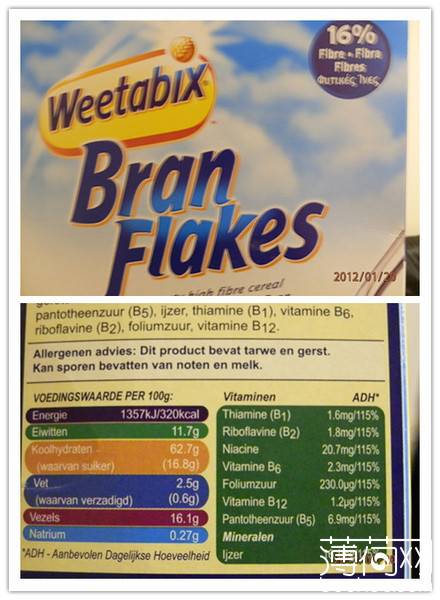 16%
Fibre • Fibra
Fibres
Φυτικές Ίνες
Weetabix
Bran
Flakes
high fibre cereal
2012/01/20
pantotheenzuur (B5), ijzer, thiamine (B1), vitamine B6,
riboflavine (B2), foliumzuur, vitamine B12.
Allergenen advies: Dit product bevat tarwe en gerst.
Kan sporen bevatten van noten en melk.
VOEDINGSWAARDE PER 100g:
Energie 1357kJ/320kcal
Eiwitten 11.7g
Koolhydraten 62.7g
(waarvan suiker) (16.8g)
Vet 2.5g
(waarvan verzadigd) (0.6g)
Vezels 16.1g
Natrium 0.27g
*ADH - Aanbevolen Dagelijkse Hoeveelheid
Vitaminen ADH*
Thiamine (B1) 1.6mg/115%
Riboflavine (B2) 1.8mg/115%
Niacine 20.7mg/115%
Vitamine B6 2.3mg/115%
Foliumzuur 230.0µg/115%
Vitamine B12 1.2µg/115%
Pantotheenzuur (B5) 6.9mg/115%
Mineralen
Ijzer
薄荷